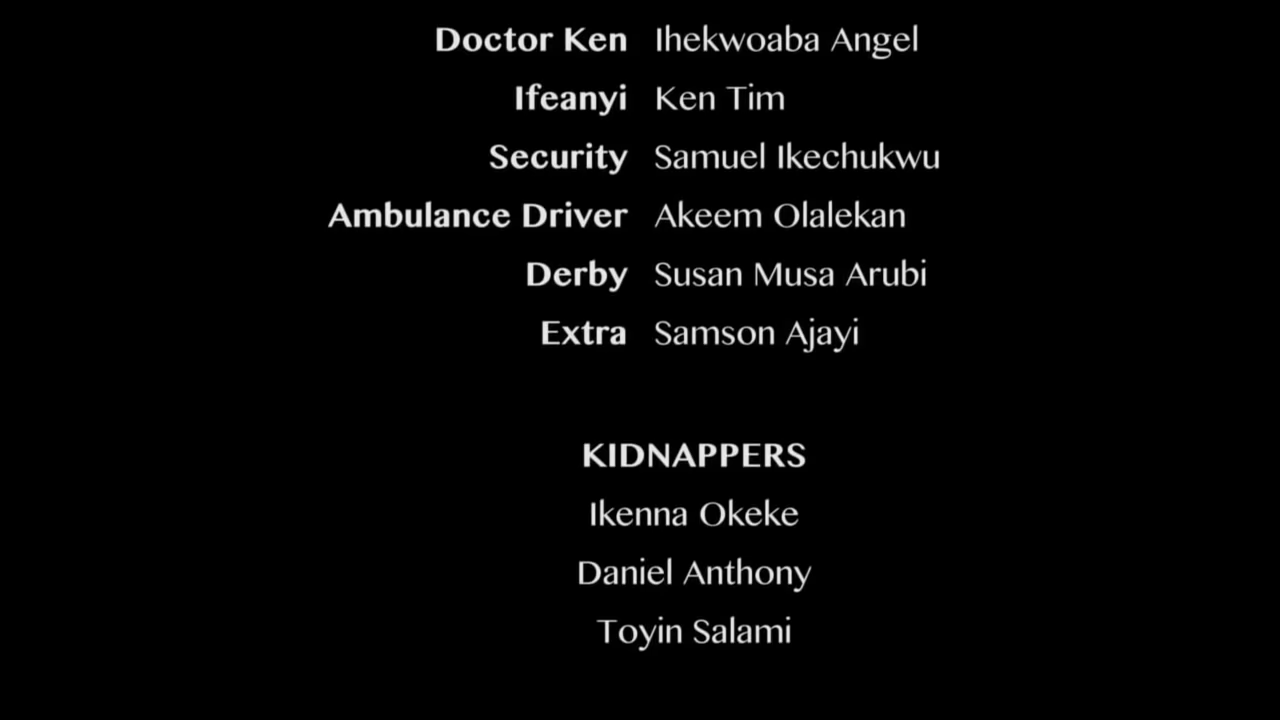 Doctor Ken Ihekwoaba Angel
Ifeanyi Ken Tim
Security Samuel Ikechukwu
Ambulance Driver Akeem Olalekan
Derby Susan Musa Arubi
Extra Samson Ajayi
KIDNAPPERS
Ikenna Okeke
Daniel Anthony
Toyin Salami